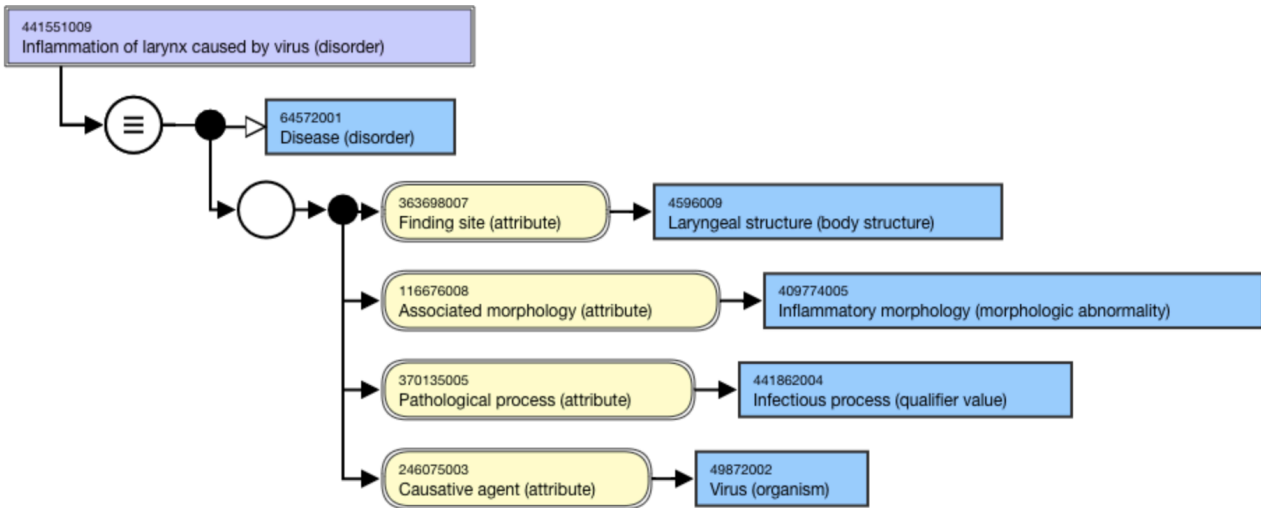 441551009
Inflammation of larynx caused by virus (disorder)
64572001
Disease (disorder)
363698007
Finding site (attribute)
4596009
Laryngeal structure (body structure)
116676008
Associated morphology (attribute)
409774005
Inflammatory morphology (morphologic abnormality)
370135005
Pathological process (attribute)
441862004
Infectious process (qualifier value)
246075003
Causative agent (attribute)
49872002
Virus (organism)